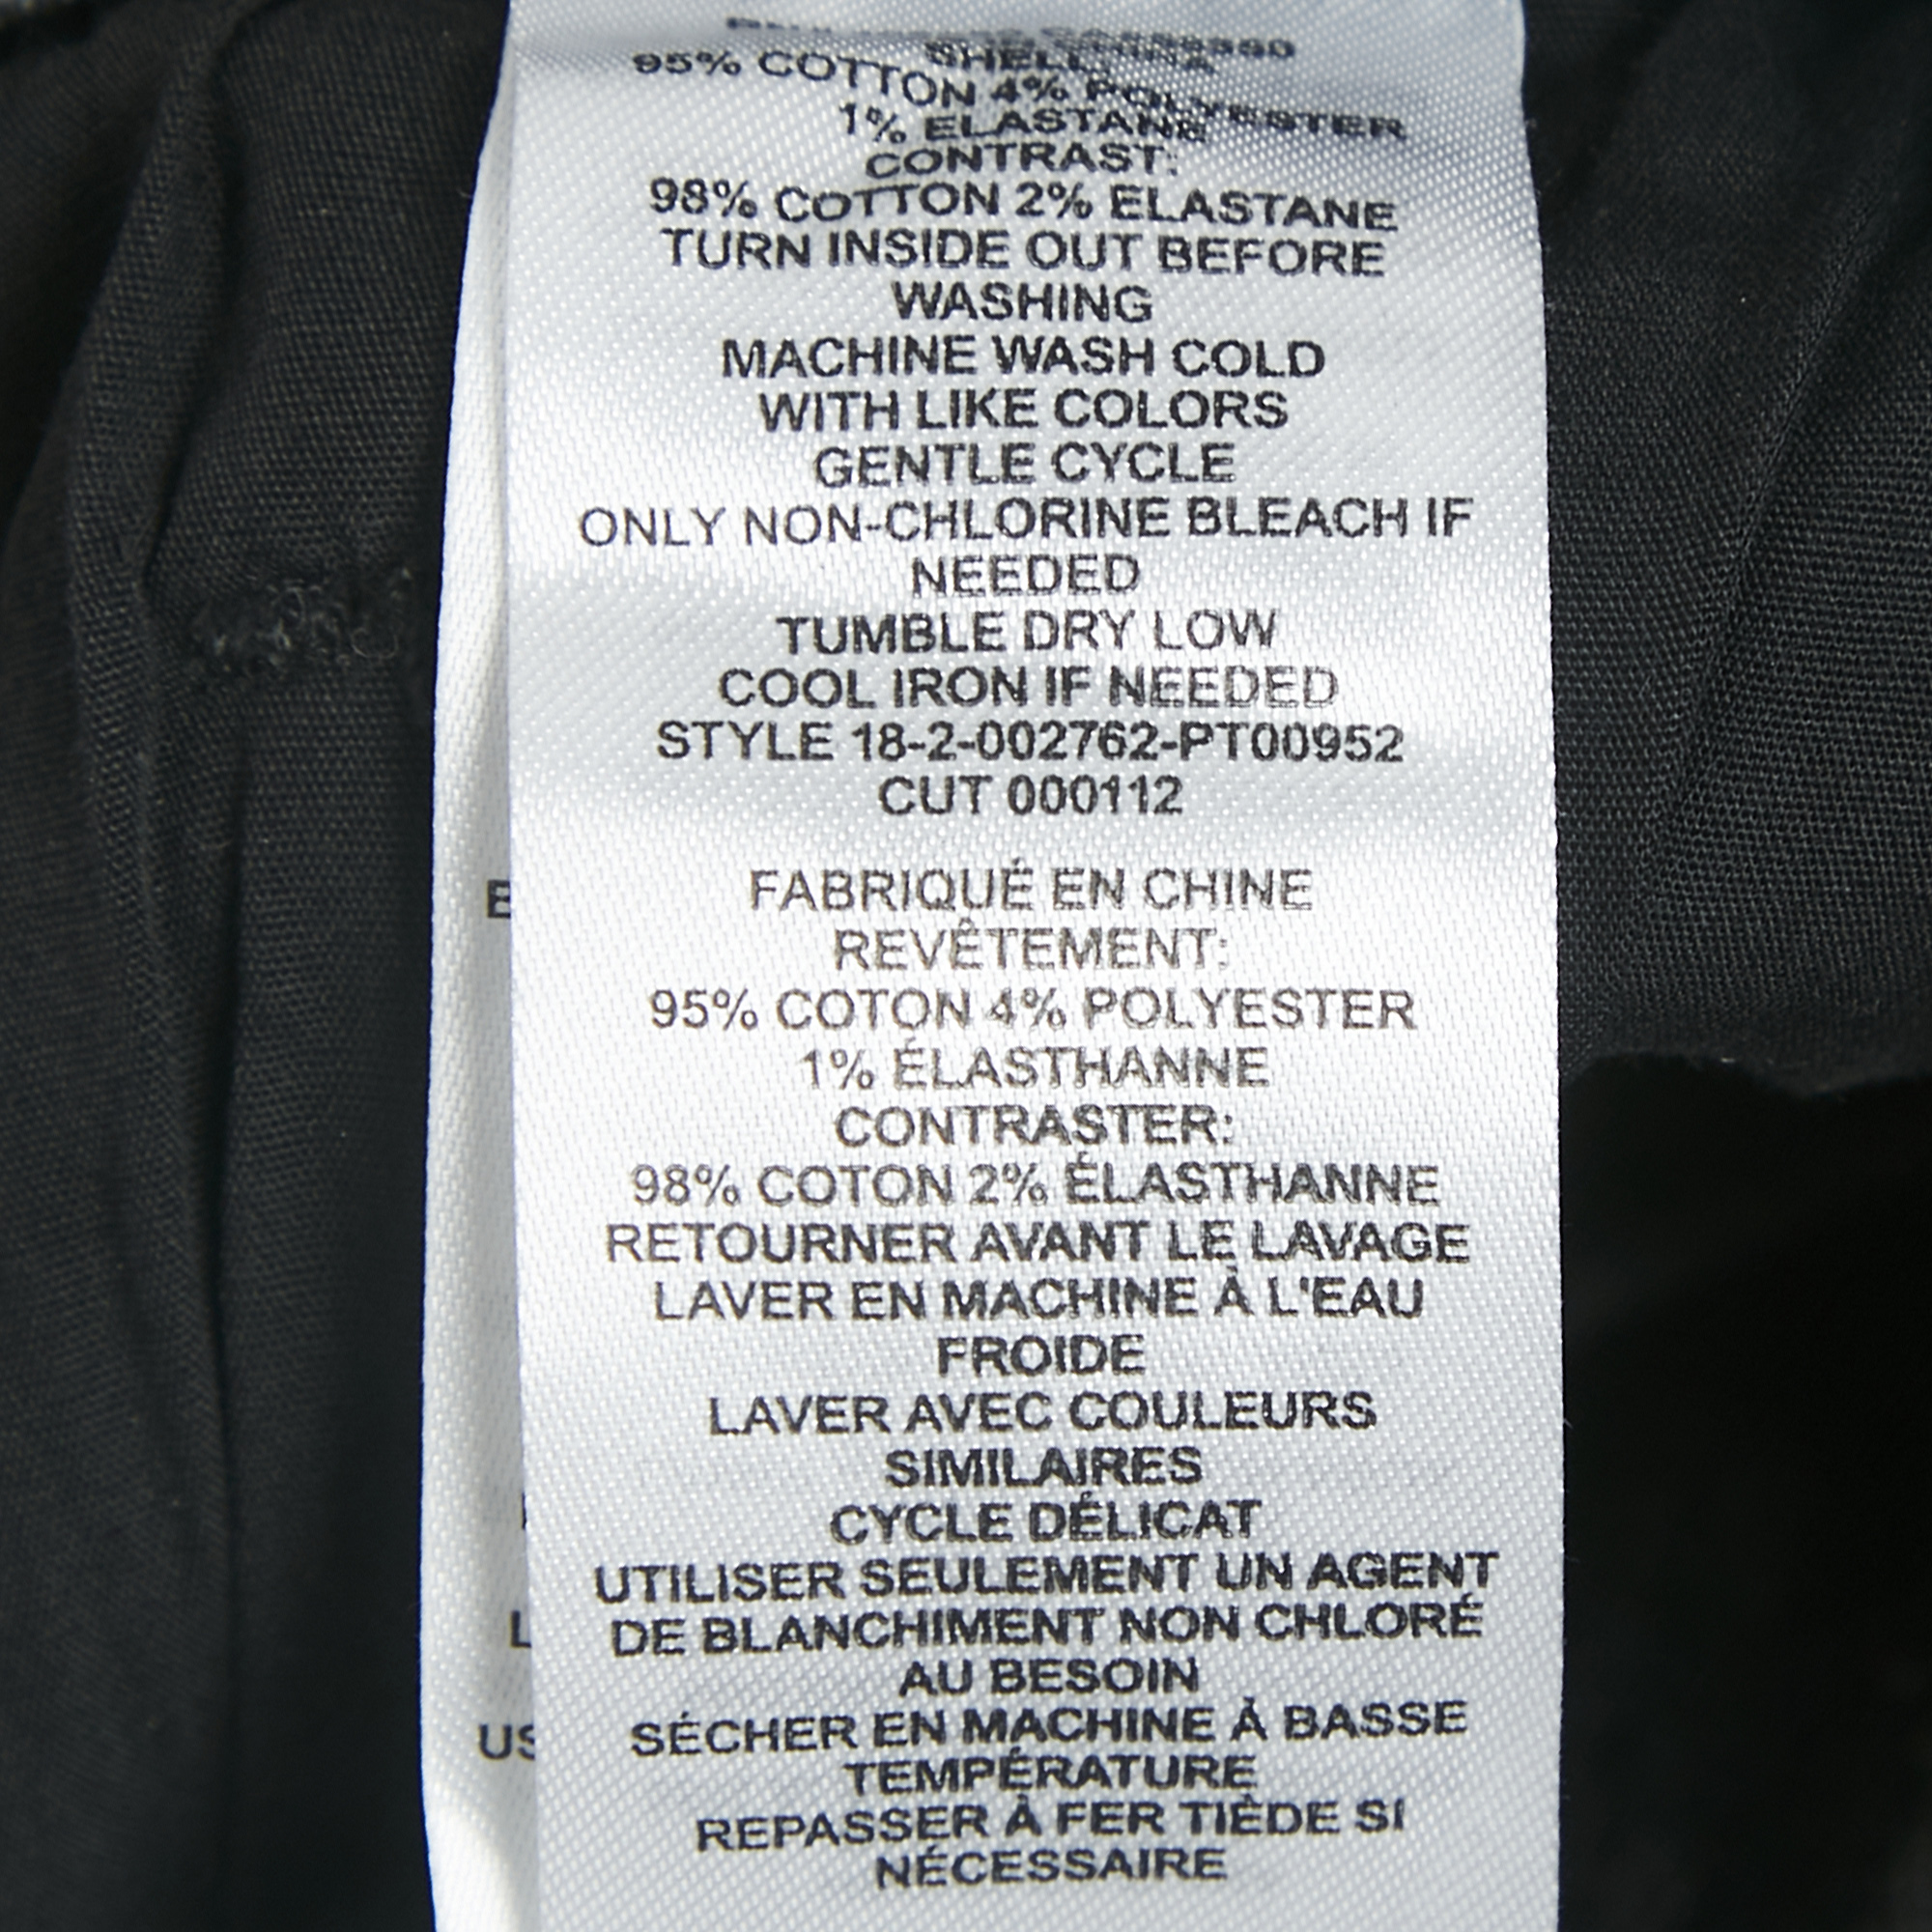 SHELL:
95% COTTON 4% POLYESTER
1% ELASTANE
CONTRAST:
98% COTTON 2% ELASTANE
TURN INSIDE OUT BEFORE
WASHING
MACHINE WASH COLD
WITH LIKE COLORS
GENTLE CYCLE
ONLY NON-CHLORINE BLEACH IF
NEEDED
TUMBLE DRY LOW
COOL IRON IF NEEDED
STYLE 18-2-002762-PT00952
CUT 000112
FABRIQUÉ EN CHINE
REVÊTEMENT:
95% COTON 4% POLYESTER
1% ÉLASTHANNE
CONTRASTER:
98% COTON 2% ÉLASTHANNE
RETOURNER AVANT LE LAVAGE
LAVER EN MACHINE À L'EAU
FROIDE
LAVER AVEC COULEURS
SIMILAIRES
CYCLE DÉLICAT
UTILISER SEULEMENT UN AGENT
DE BLANCHIMENT NON CHLORÉ
AU BESOIN
SÉCHER EN MACHINE À BASSE
TEMPÉRATURE
REPASSER À FER TIÈDE SI
NÉCESSAIRE